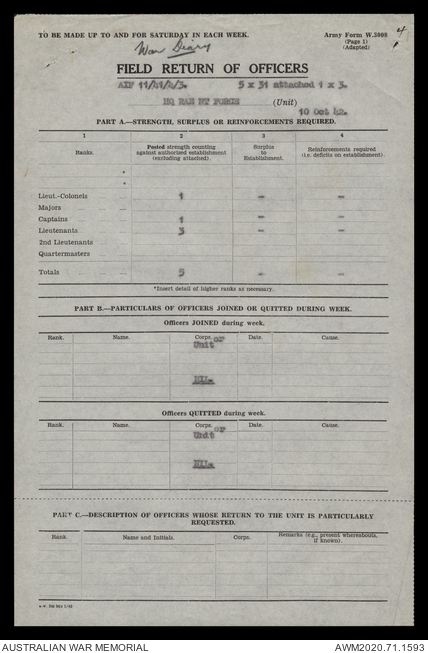 TO BE MADE UP TO AND FOR SATURDAY IN EACH WEEK.
Army Form W.3008
(Page 1)
(Adapted)
4
War Diary
FIELD RETURN OF OFFICERS
5 x 31 attached 1 x 3.
HQ RAE NT FORCE (Unit)
10 Oct 42.
PART A.—STRENGTH, SURPLUS OR REINFORCEMENTS REQUIRED.
1 2 3 4
Ranks. Posted strength counting against authorized establishment (excluding attached). Surplus to Establishment. Reinforcements required (i.e. deficits on establishment).
*
*
Lieut.-Colonels 1 — —
Majors
Captains 1 — —
Lieutenants 3 — —
2nd Lieutenants
Quartermasters
Totals 5 — —
*Insert detail of higher ranks as necessary.
PART B.—PARTICULARS OF OFFICERS JOINED OR QUITTED DURING WEEK.
Officers JOINED during week.
Rank. Name. Corps. or Date. Cause.
Unit
NIL.
Officers QUITTED during week.
Rank. Name. Corps. or Date. Cause.
Unit
NIL.
PART C.—DESCRIPTION OF OFFICERS WHOSE RETURN TO THE UNIT IS PARTICULARLY
REQUESTED.
Rank. Name and Initials. Corps. Remarks (e.g., present whereabouts, if known).
AUSTRALIAN WAR MEMORIAL
AWM2020.71.1593